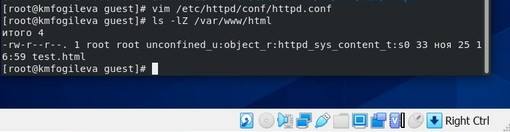 [root@kmfogileva guest]# vim /etc/httpd/conf/httpd.conf
[root@kmfogileva guest]# ls -lZ /var/www/html
итого 4
-rw-r--r--. 1 root root unconfined_u:object_r:httpd_sys_content_t:s0 33 ноя 25 1
6:59 test.html
[root@kmfogileva guest]#
Right Ctrl